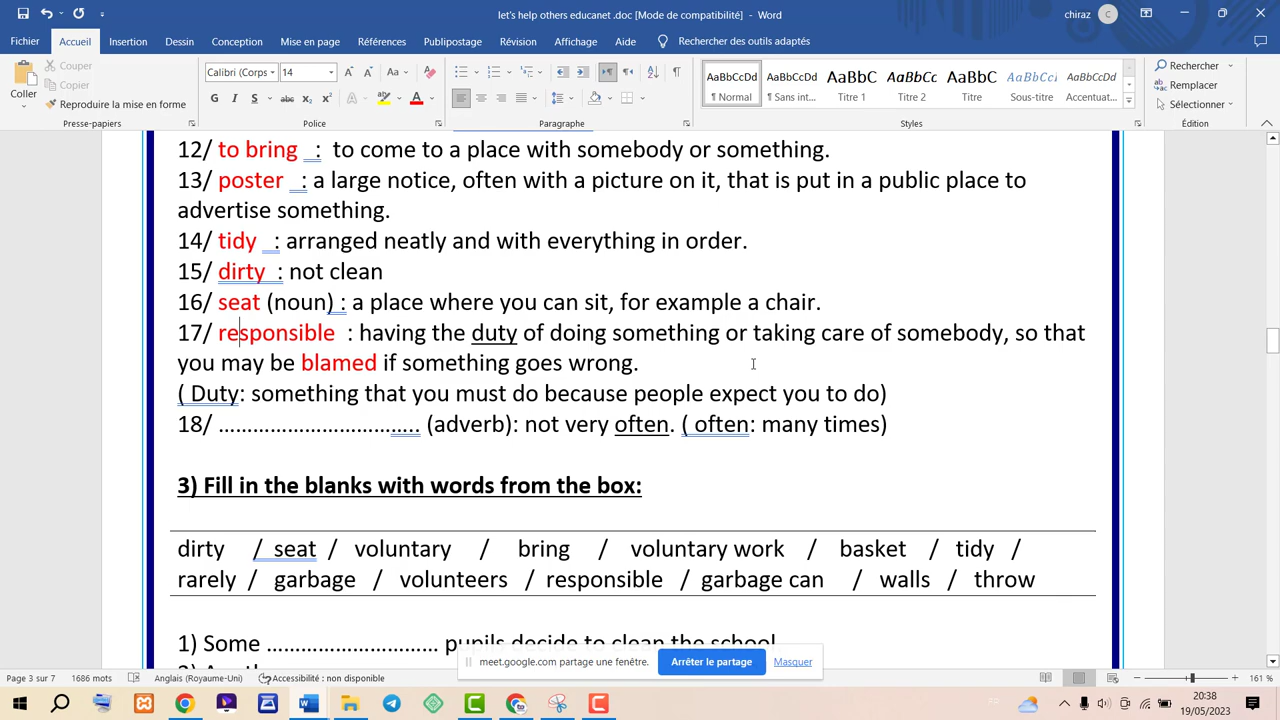 let's help others educanet .doc [Mode de compatibilité] – Word
chiraz C
Fichier Accueil Insertion Dessin Conception Mise en page Références Publipostage Révision Affichage Aide Rechercher des outils adaptés
Coller
Couper
Copier
Reproduire la mise en forme
Presse-papiers
Calibri (Corps 14
G I S abc x₂ x² A A
Police
Paragraphe
AaBbCcDd AaBbCcDd AaBbC AaBbCc AaBbC AaBbCcI AaBbCcDd
¶ Normal ¶ Sans int... Titre 1 Titre 2 Titre Sous-titre Accentuat...
Styles
Rechercher
Remplacer
Sélectionner
Édition
12/ to bring : to come to a place with somebody or something.
13/ poster : a large notice, often with a picture on it, that is put in a public place to
advertise something.
14/ tidy : arranged neatly and with everything in order.
15/ dirty : not clean
16/ seat (noun) : a place where you can sit, for example a chair.
17/ responsible : having the duty of doing something or taking care of somebody, so that
you may be blamed if something goes wrong.
( Duty: something that you must do because people expect you to do)
18/ ……………………………….. (adverb): not very often. ( often: many times)
3) Fill in the blanks with words from the box:
dirty / seat / voluntary / bring / voluntary work / basket / tidy /
rarely / garbage / volunteers / responsible / garbage can / walls / throw
1) Some ………………………… pupils decide to clean the school.
meet.google.com partage une fenêtre. Arrêter le partage Masquer
Page 3 sur 7 1686 mots Anglais (Royaume-Uni) Accessibilité : non disponible 161 %
20:38
19/05/2023